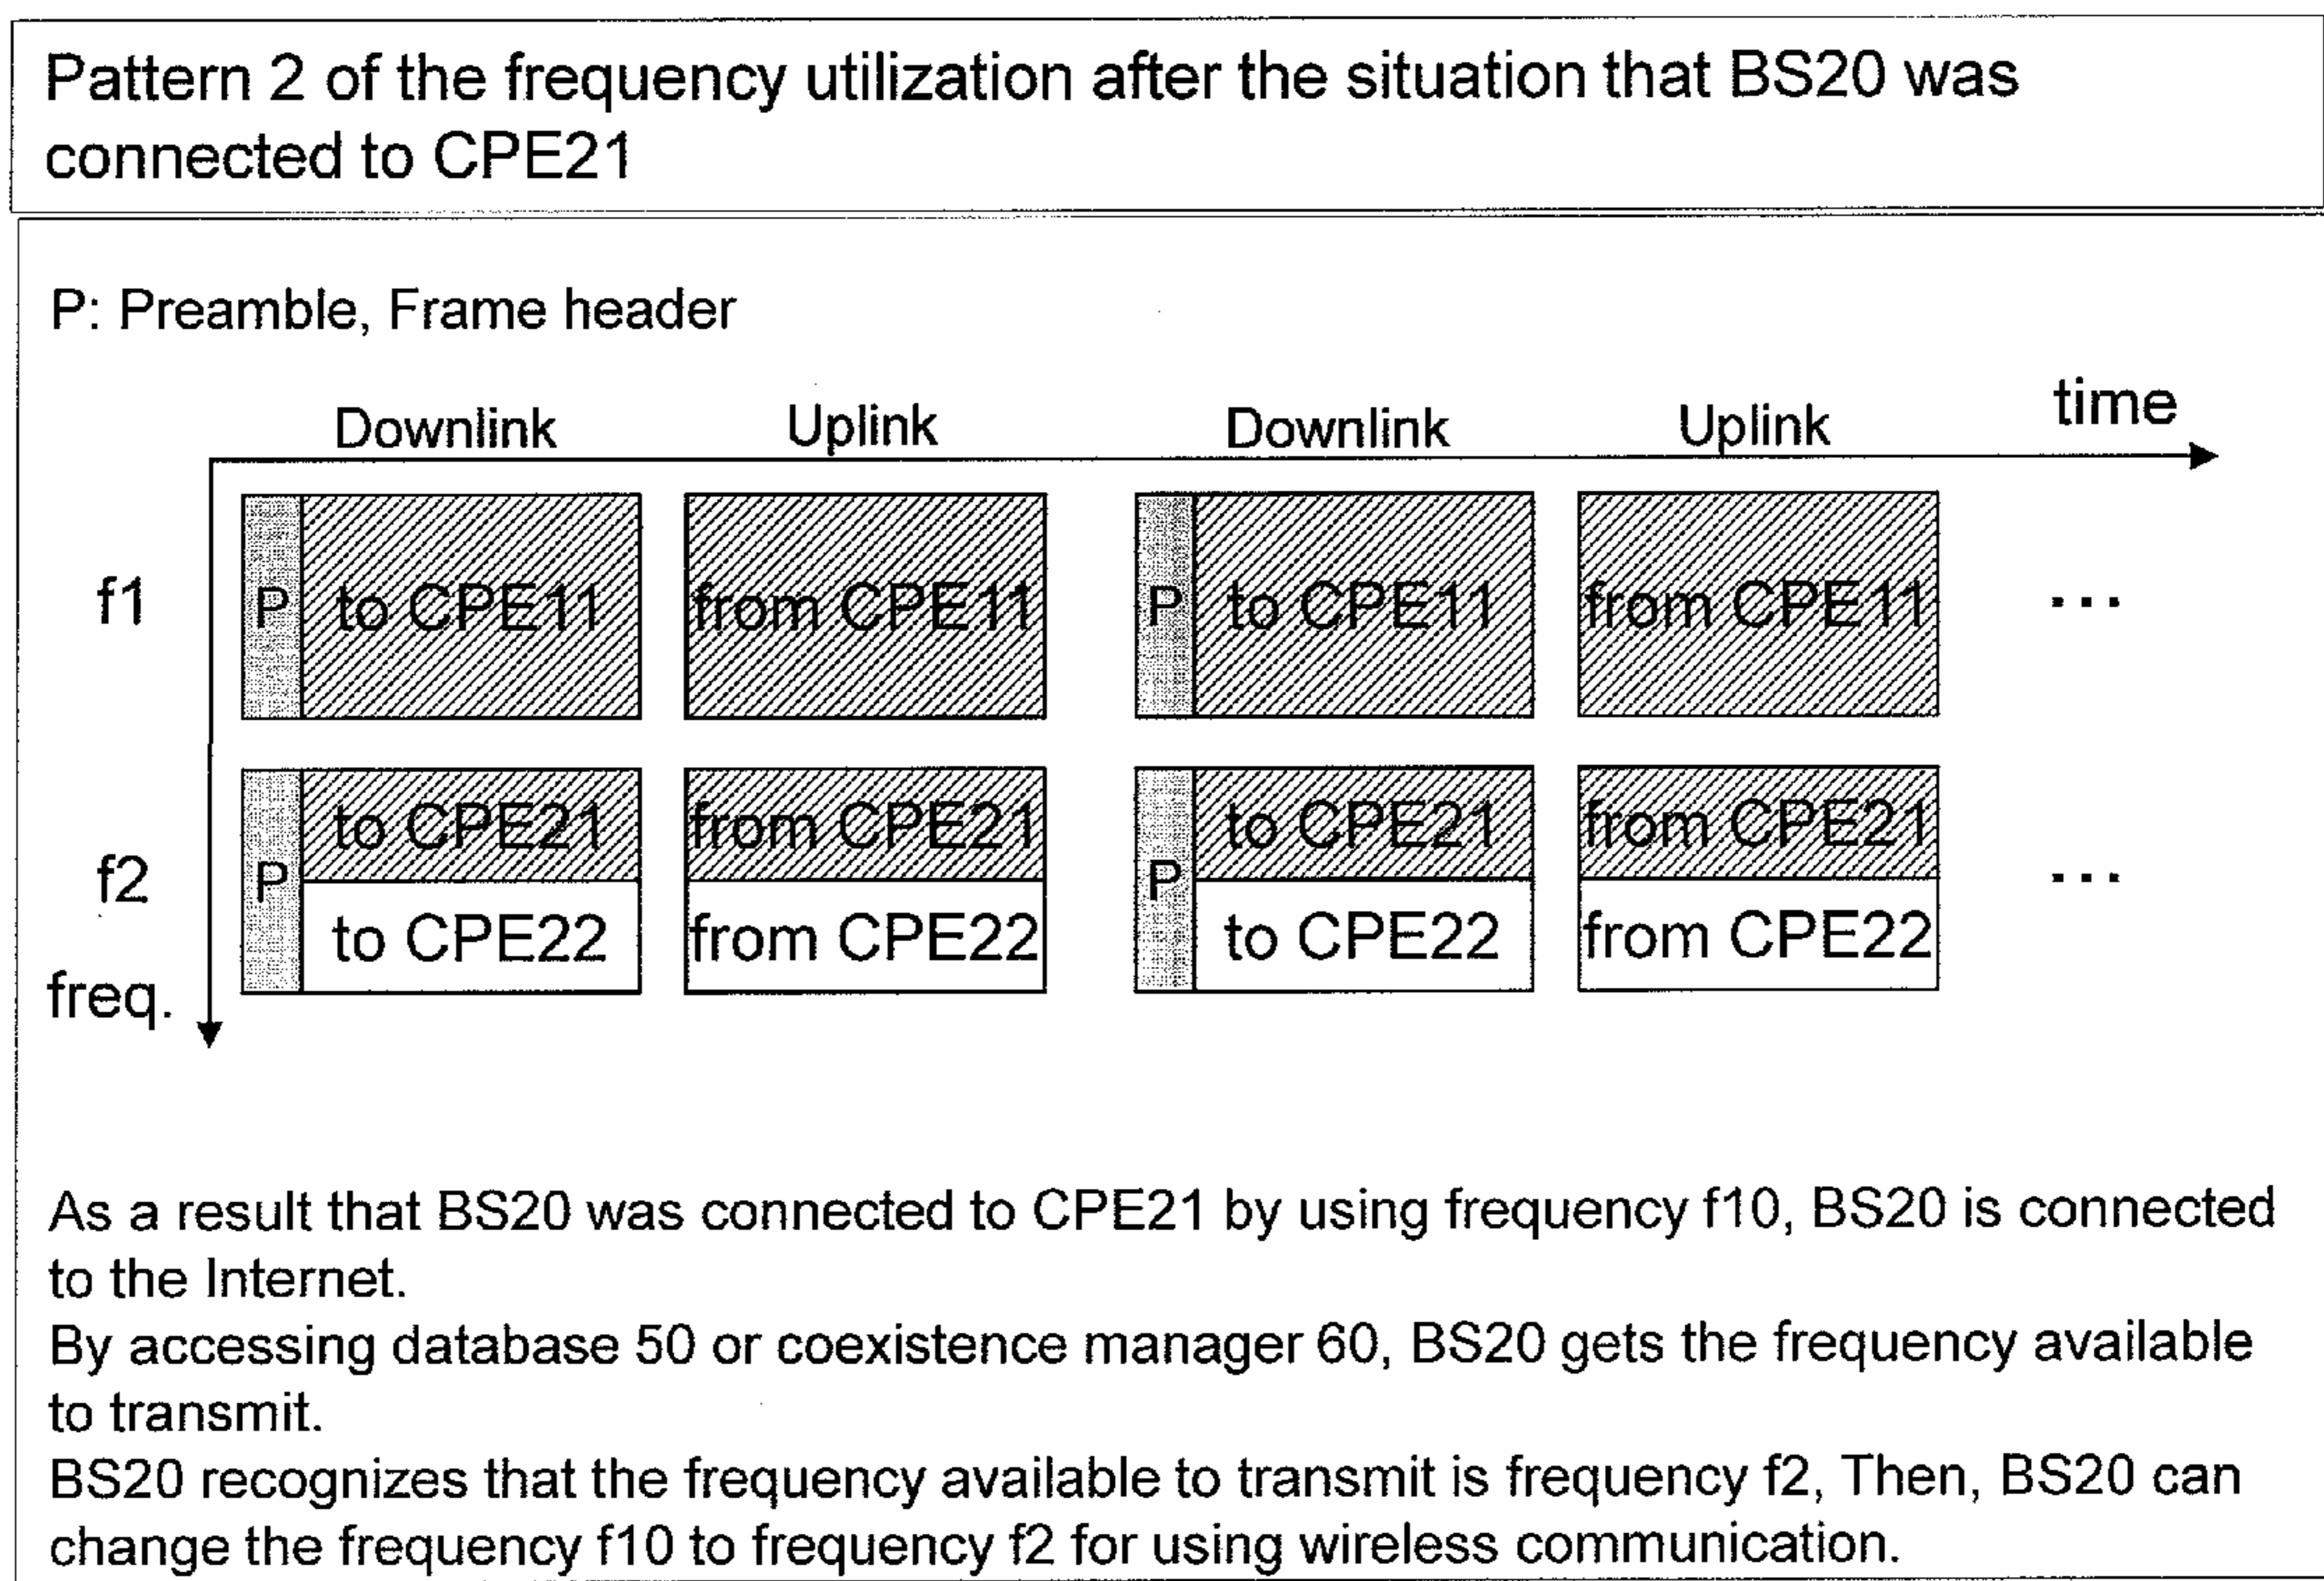 Pattern 2 of the frequency utilization after the situation that BS20 was
connected to CPE21
P: Preamble, Frame header
Downlink Uplink Downlink Uplink time
f1 P to CPE11 from CPE11 P to CPE11 from CPE11 ...
to CPE21 from CPE21 to CPE21 from CPE21
f2 P P ...
to CPE22 from CPE22 to CPE22 from CPE22
freq.
As a result that BS20 was connected to CPE21 by using frequency f10, BS20 is connected
to the Internet.
By accessing database 50 or coexistence manager 60, BS20 gets the frequency available
to transmit.
BS20 recognizes that the frequency available to transmit is frequency f2, Then, BS20 can
change the frequency f10 to frequency f2 for using wireless communication.